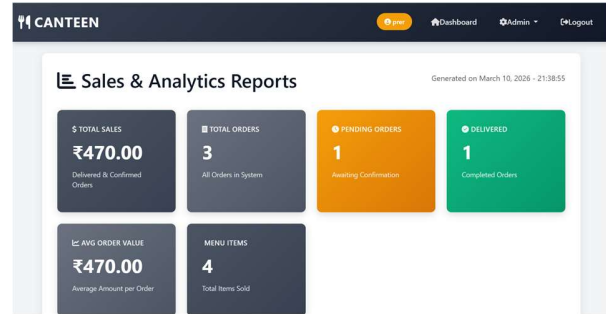 CANTEEN
prer
Dashboard
Admin
Logout
Sales & Analytics Reports
Generated on March 10, 2026 - 21:38:55
$ TOTAL SALES
₹470.00
Delivered & Confirmed
Orders
TOTAL ORDERS
3
All Orders in System
PENDING ORDERS
1
Awaiting Confirmation
DELIVERED
1
Completed Orders
AVG ORDER VALUE
₹470.00
Average Amount per Order
MENU ITEMS
4
Total Items Sold